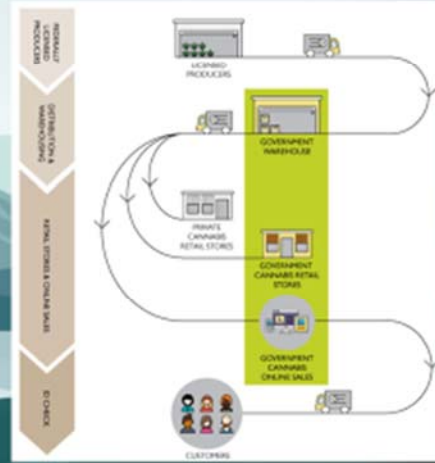 FEDERALLY
LICENSED
PRODUCERS
LICENSED
PRODUCERS
DISTRIBUTION &
WAREHOUSING
GOVERNMENT
WAREHOUSE
RETAIL STORES & ONLINE SALES
PRIVATE
CANNABIS
RETAIL STORES
GOVERNMENT
CANNABIS RETAIL
STORES
GOVERNMENT
CANNABIS
ONLINE SALES
ID CHECK
CUSTOMERS